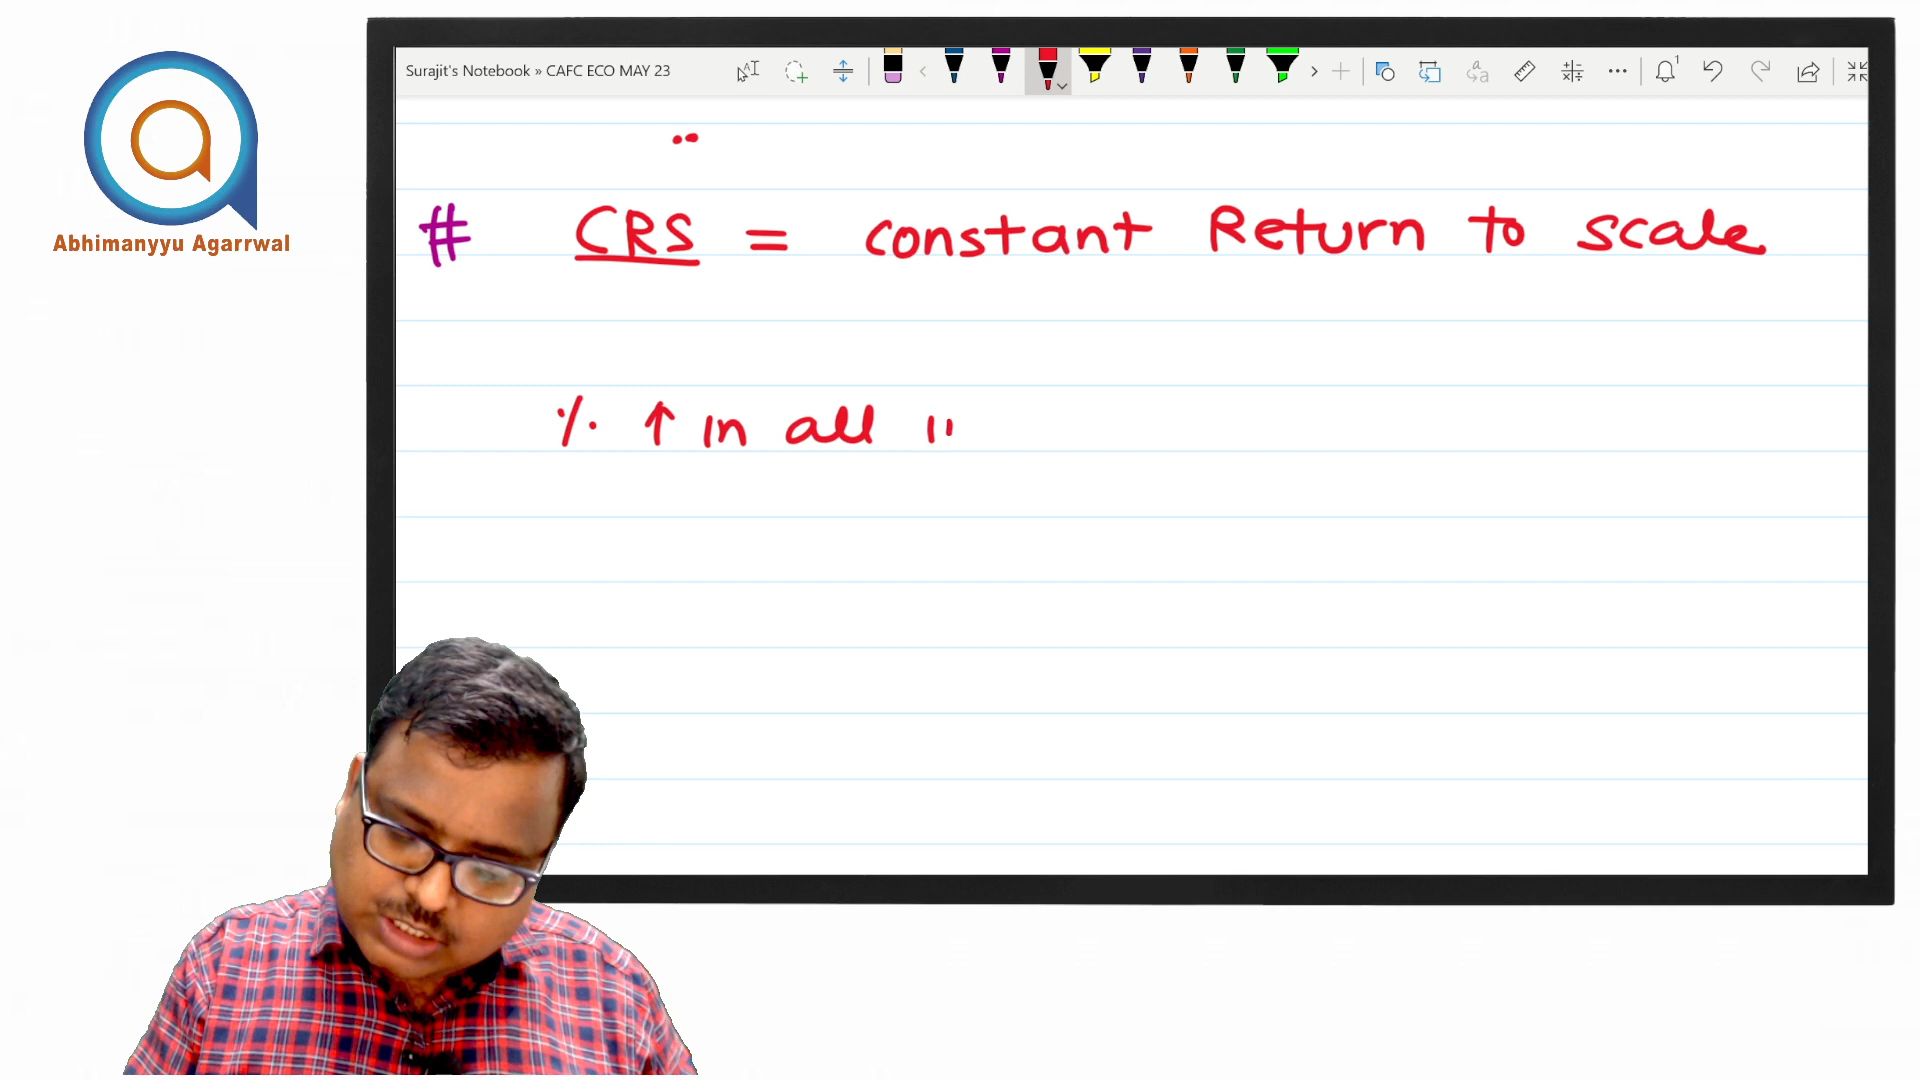 Surajit's Notebook » CAFC ECO MAY 23
Abhimanyyu Agarrwal
# CRS = constant Return to scale
% ↑ in all